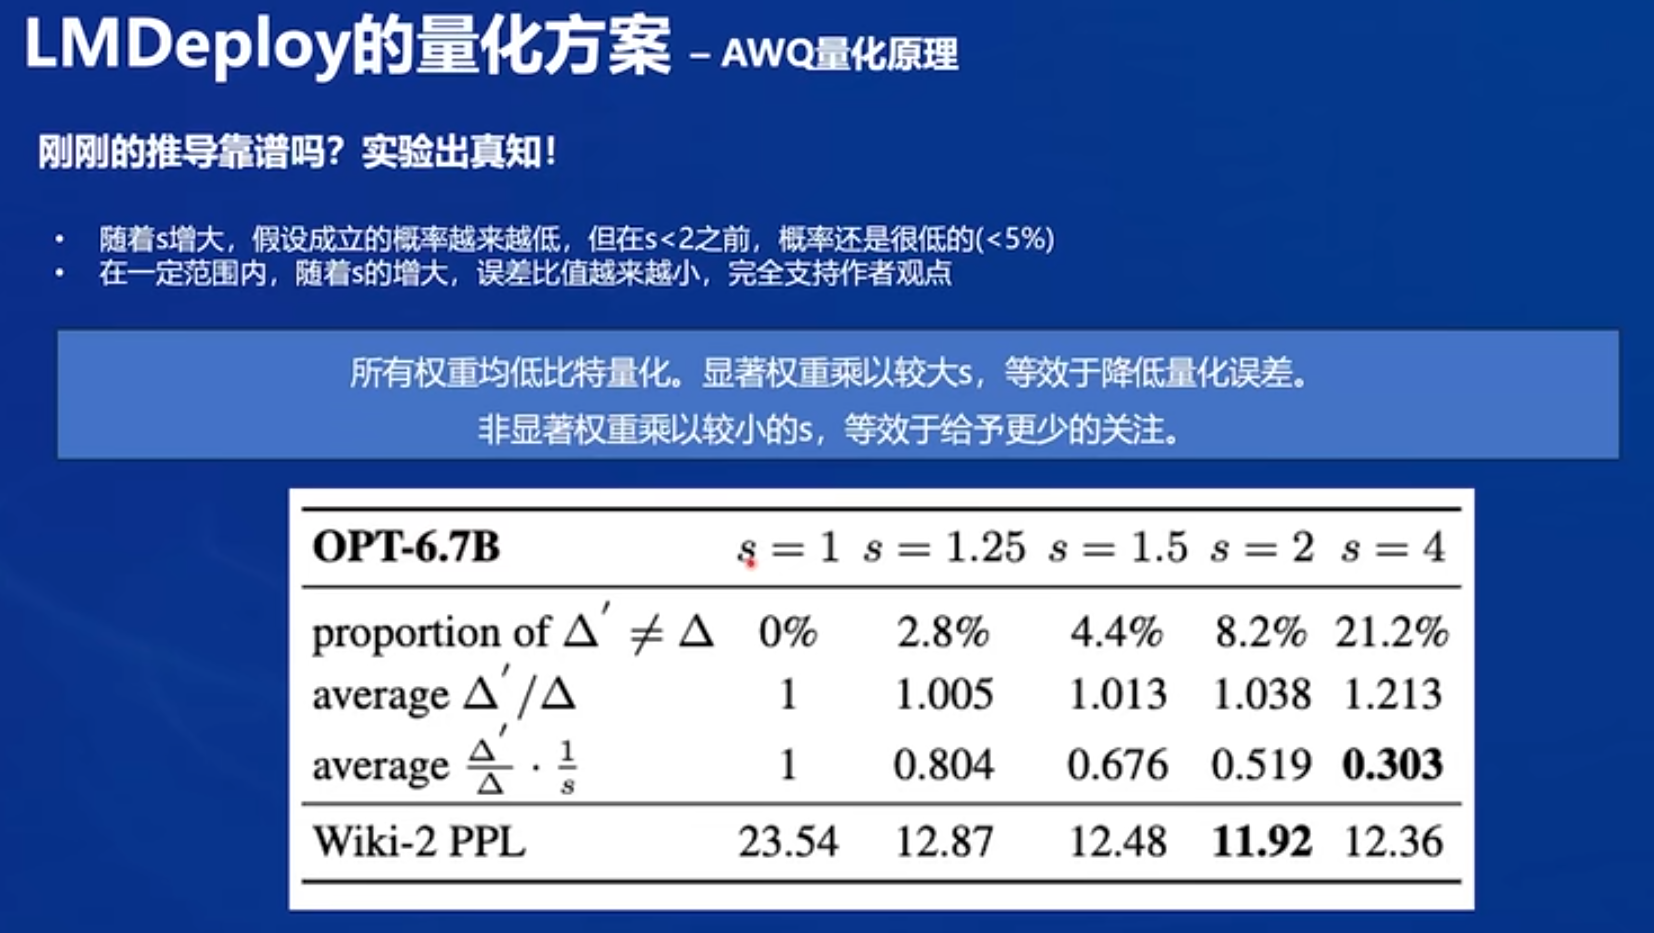 LMDeploy的量化方案 – AWQ量化原理
刚刚的推导靠谱吗？实验出真知！
• 随着s增大，假设成立的概率越来越低，但在s<2之前，概率还是很低的(<5%)
• 在一定范围内，随着s的增大，误差比值越来越小，完全支持作者观点
所有权重均低比特量化。显著权重乘以较大s，等效于降低量化误差。
非显著权重乘以较小的s，等效于给予更少的关注。
OPT-6.7B s = 1 s = 1.25 s = 1.5 s = 2 s = 4
proportion of Δ′ ≠ Δ 0% 2.8% 4.4% 8.2% 21.2%
average Δ′/Δ 1 1.005 1.013 1.038 1.213
average Δ′/Δ · 1/s 1 0.804 0.676 0.519 0.303
Wiki-2 PPL 23.54 12.87 12.48 11.92 12.36